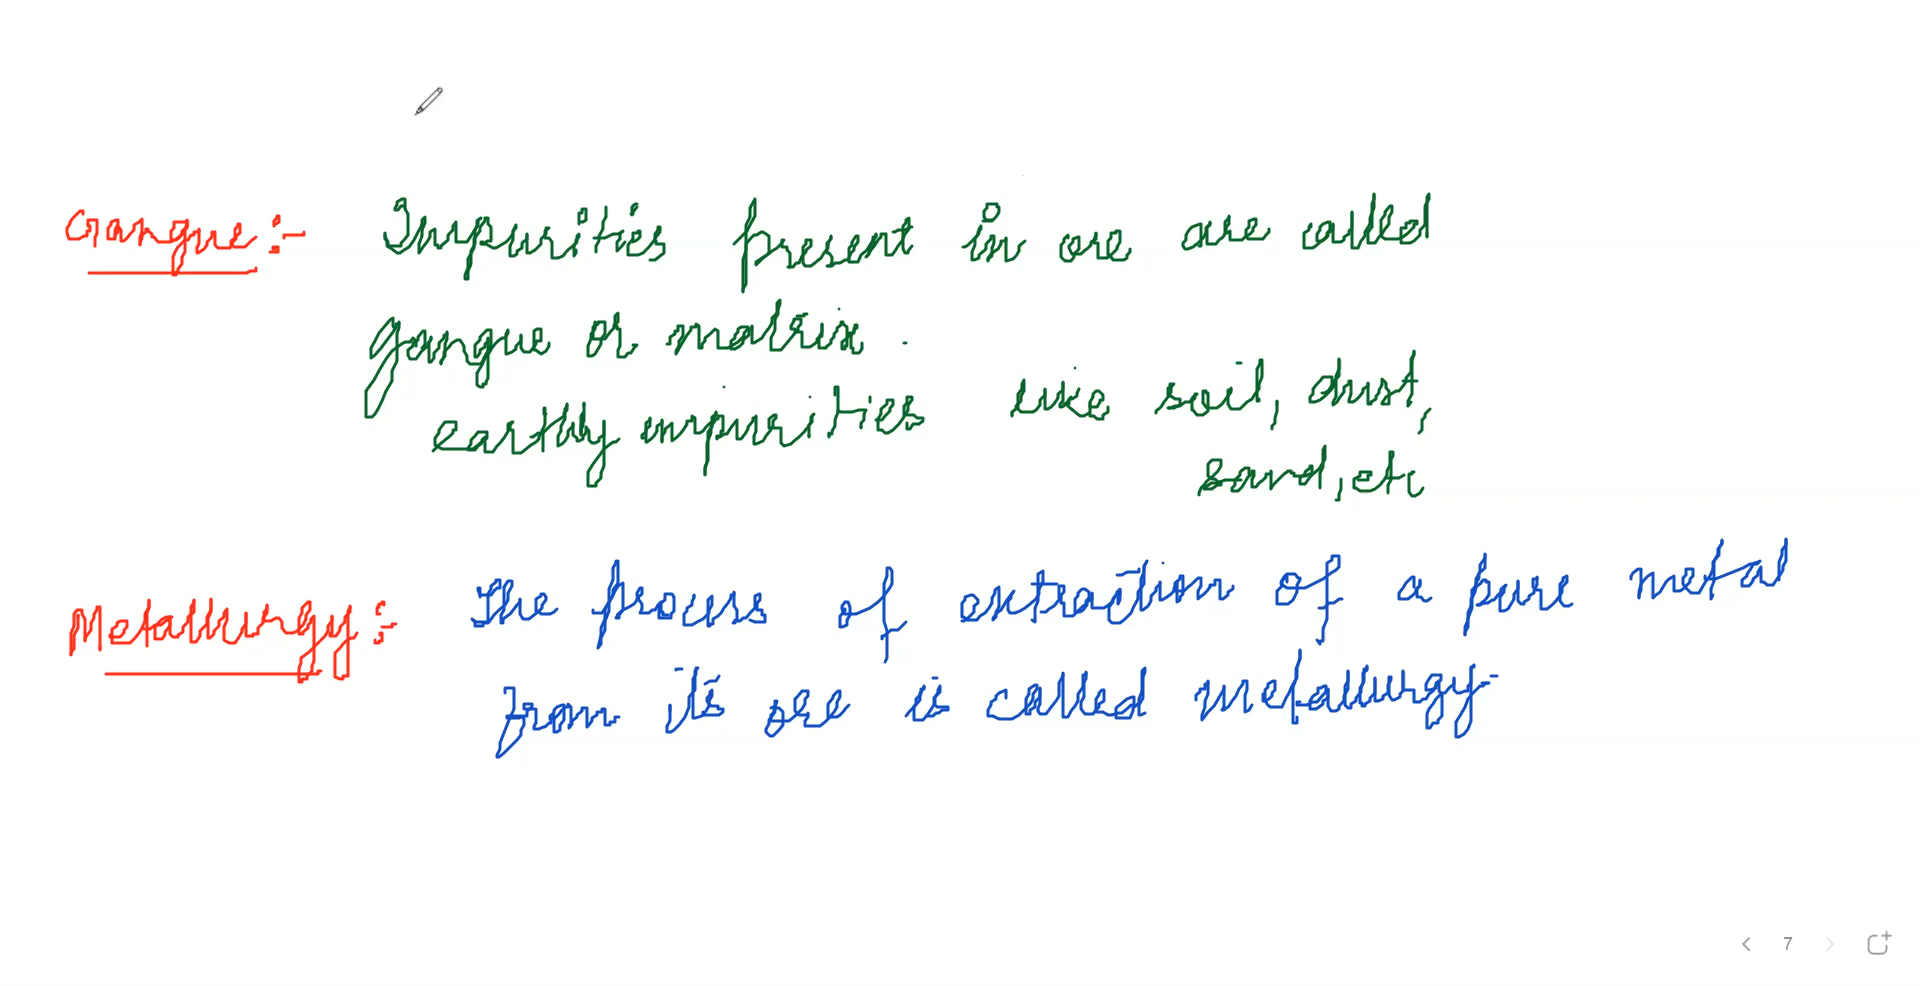 Gangue :- Impurities present in ore are called
gangue or matrix .
earthly impurities like soil, dust,
sand, etc
Metallurgy :- The process of extraction of a pure metal
from its ore is called metallurgy-
7